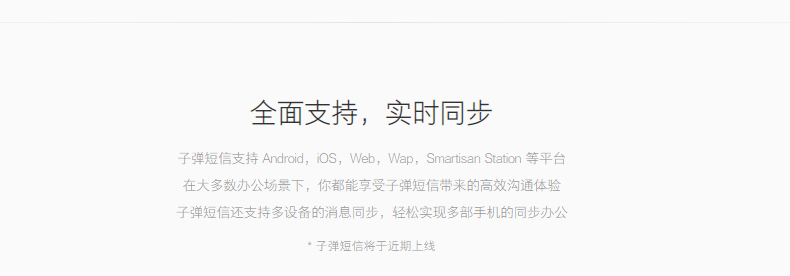 全面支持，实时同步
子弹短信支持 Android，iOS，Web，Wap，Smartisan Station 等平台
在大多数办公场景下，你都能享受子弹短信带来的高效沟通体验
子弹短信还支持多设备的消息同步，轻松实现多部手机的同步办公
* 子弹短信将于近期上线